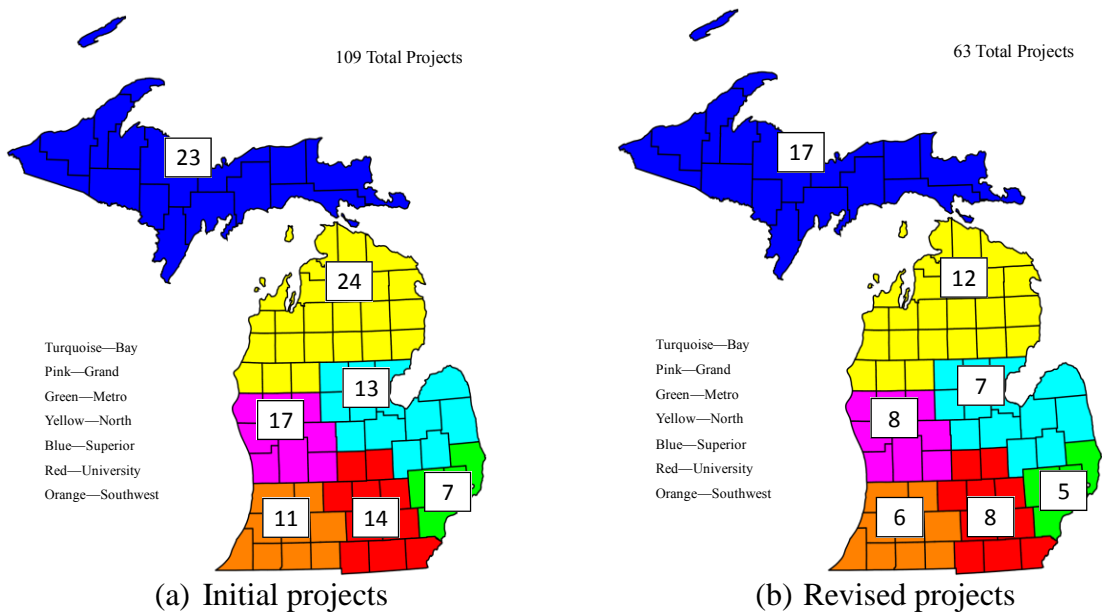 109 Total Projects
23
24
13
17
7
11
14
Turquoise—Bay
Pink—Grand
Green—Metro
Yellow—North
Blue—Superior
Red—University
Orange—Southwest
(a) Initial projects
63 Total Projects
17
12
7
8
5
6
8
Turquoise—Bay
Pink—Grand
Green—Metro
Yellow—North
Blue—Superior
Red—University
Orange—Southwest
(b) Revised projects